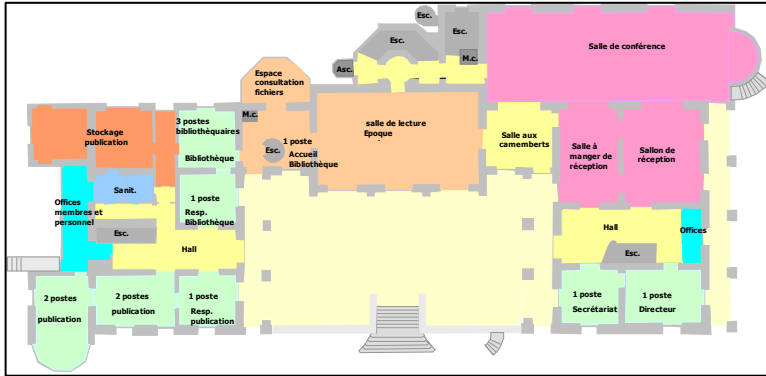 Esc.
Esc.
Esc.
Salle de conférence
M.c.
Asc.
Espace
consultation
fichiers
M.c.
3 postes
bibliothéquaires
Bibliothèque
Stockage
publication
1 poste
Accueil
Bibliothèque
Esc.
salle de lecture
Epoque
Salle aux
camemberts
Salle à
manger de
réception
Sallon de
réception
Sanit.
Offices
membres et
personnel
1 poste
Resp.
Bibliothèque
Esc.
Hall
Hall
Offices
Esc.
2 postes
publication
2 postes
publication
1 poste
Resp.
publication
1 poste
Secrétariat
1 poste
Directeur